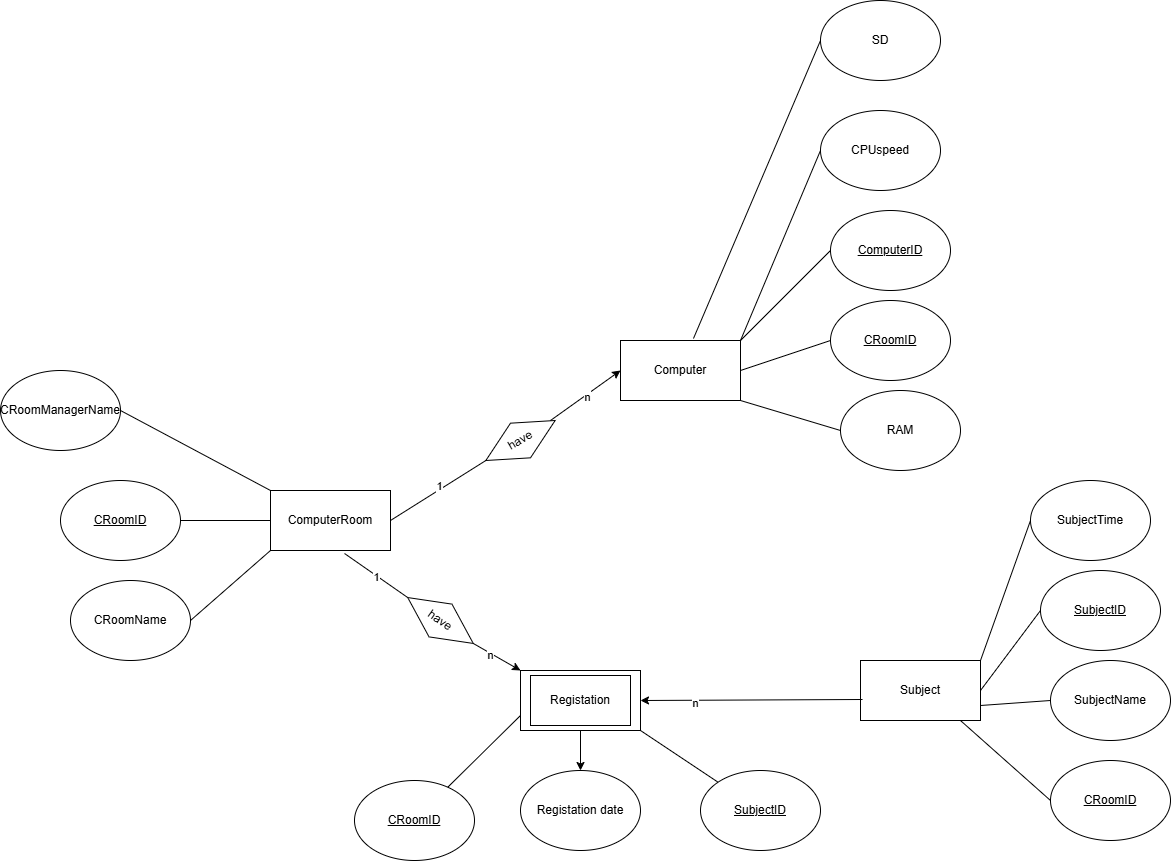 SD
CPUspeed
ComputerID
CRoomID
Computer
RAM
n
have
1
CRoomManagerName
CRoomID
ComputerRoom
CRoomName
1
have
n
Registation
n
Subject
SubjectTime
SubjectID
SubjectName
CRoomID
CRoomID
Registation date
SubjectID